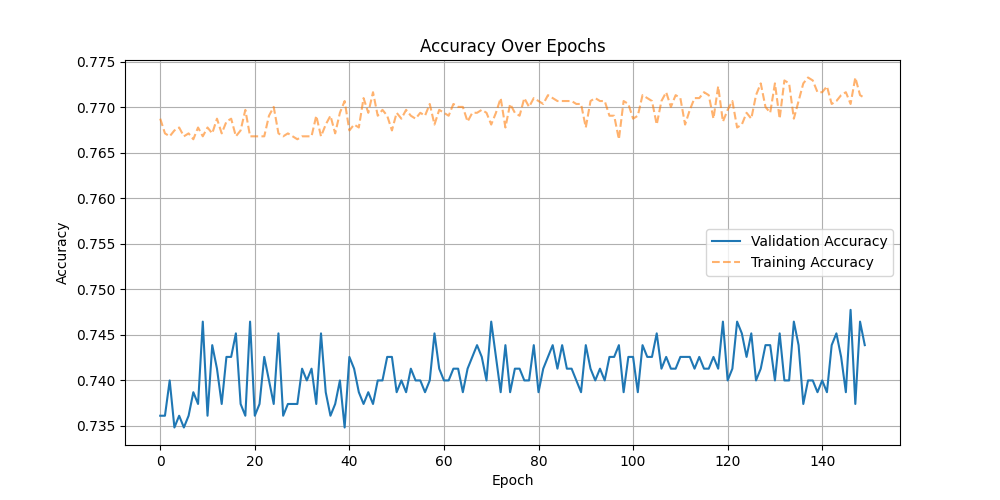 Accuracy Over Epochs
Accuracy
0.775
0.770
0.765
0.760
0.755
0.750
0.745
0.740
0.735
Validation Accuracy
Training Accuracy
0 20 40 60 80 100 120 140
Epoch